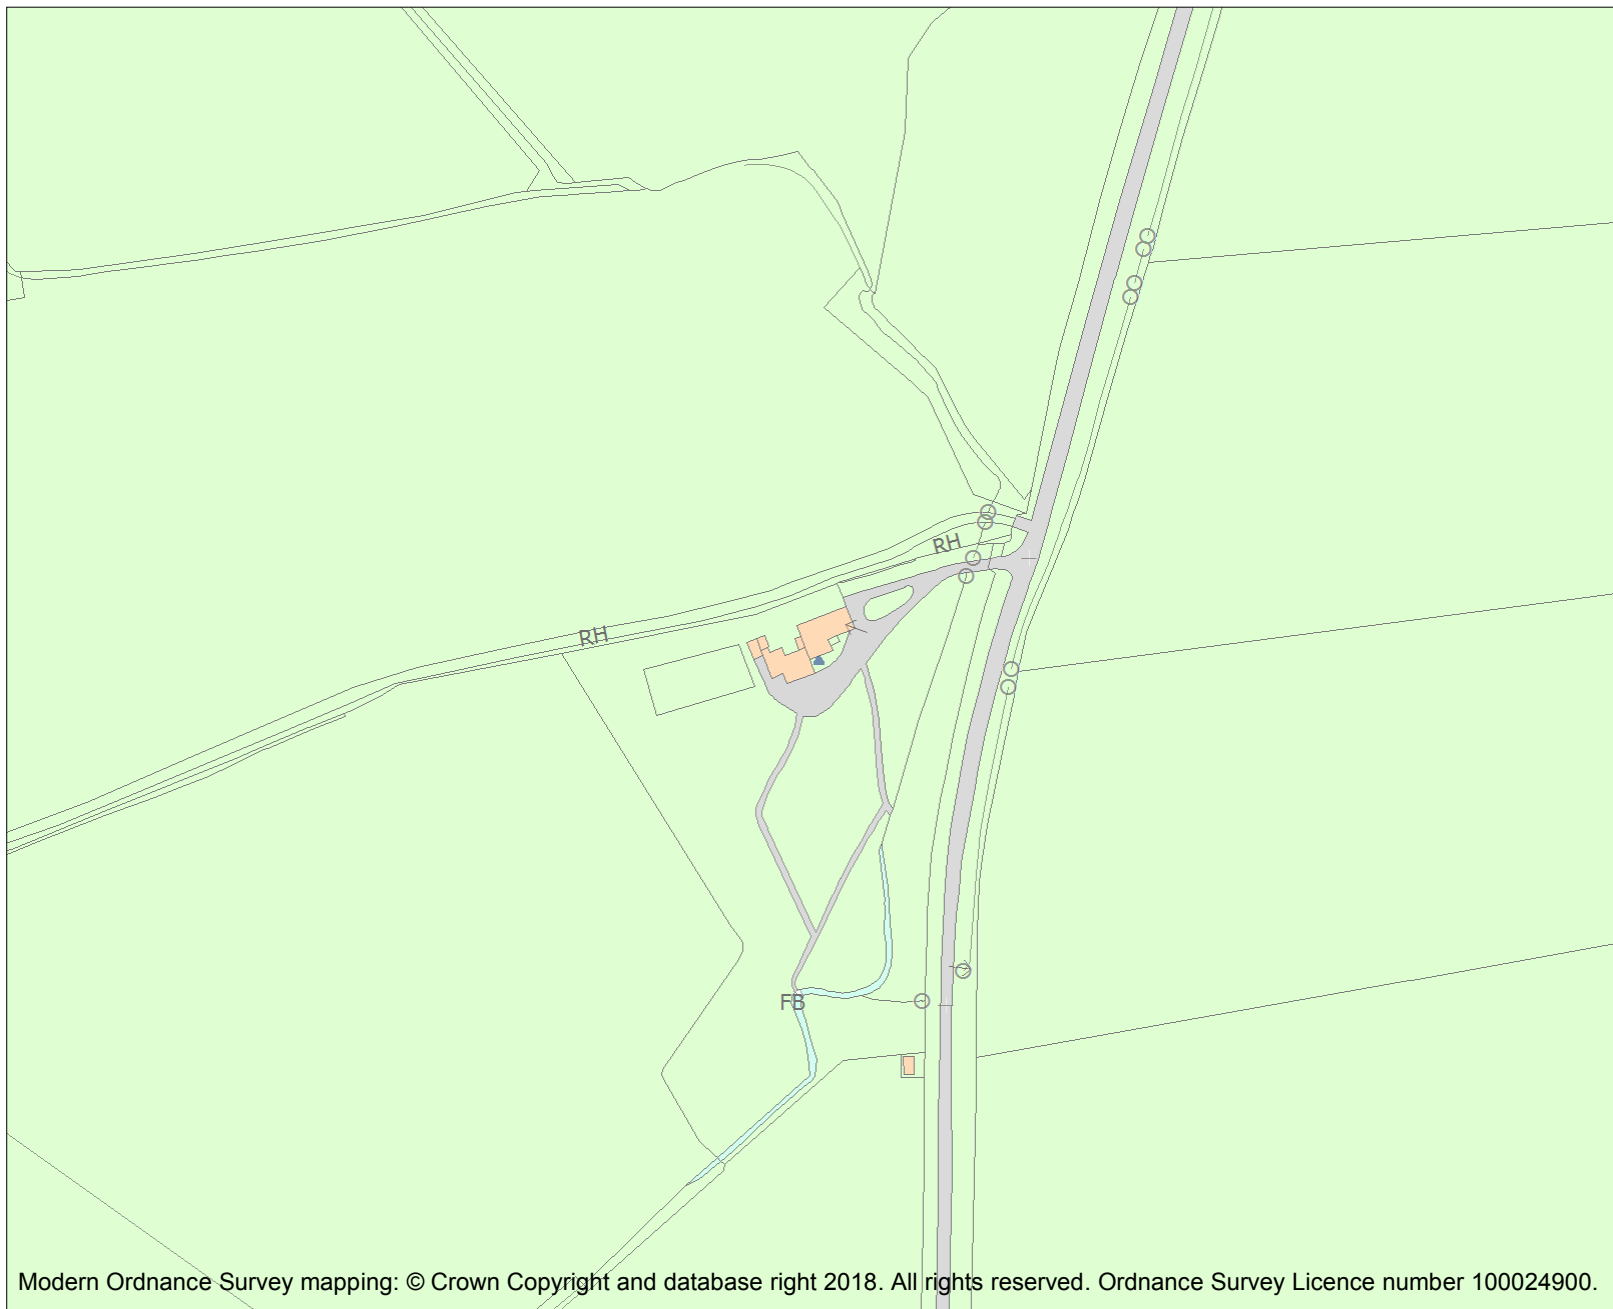 RH
RH
FB
Modern Ordnance Survey mapping: © Crown Copyright and database right 2018. All rights reserved. Ordnance Survey Licence number 100024900.